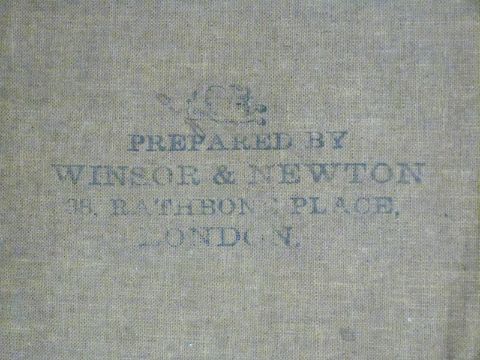 PREPARED BY
WINSOR & NEWTON
38, RATHBONE PLACE,
LONDON.